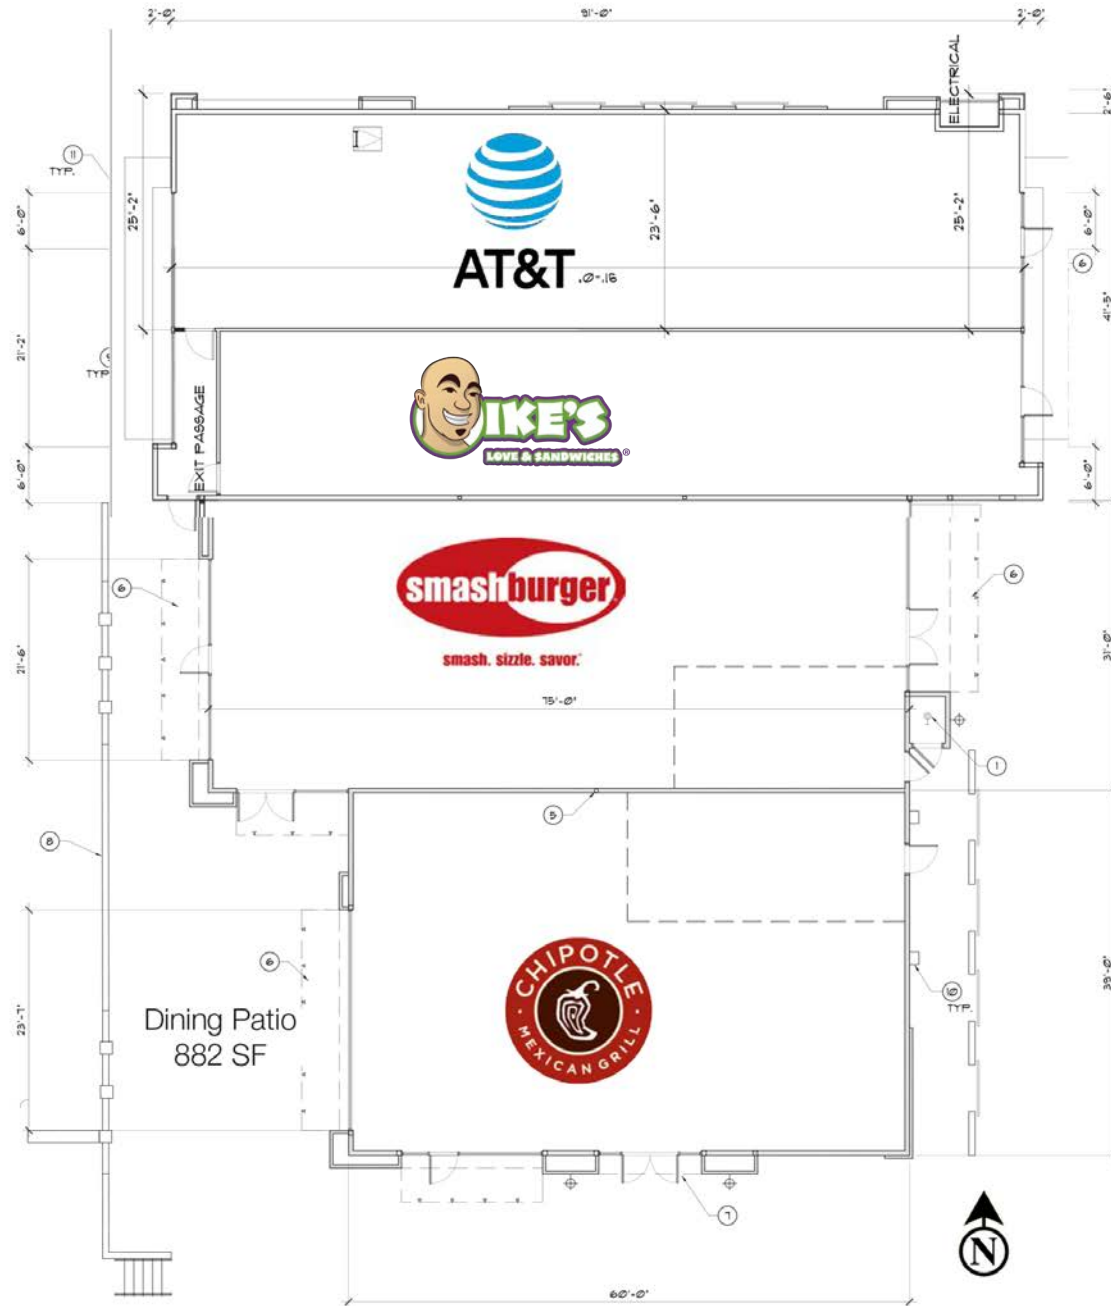 2'-0"
91'-0"
2'-0"
ELECTRICAL
2'-6"
11
TYP.
25'-2"
23'-6"
25'-2"
6'-0"
6'-0"
6
AT&T
91'-0"
21'-2"
41'-5"
TYP
EXIT PASSAGE
IKE'S
LOVE & SANDWICHES®
6'-0"
6'-0"
smashburger
smash. sizzle. savor.
6
6
21'-6"
31'-0"
75'-0"
1
5
8
6
CHIPOTLE
MEXICAN GRILL
TYP.
39'-0"
23'-7"
Dining Patio
882 SF
7
N
60'-0"